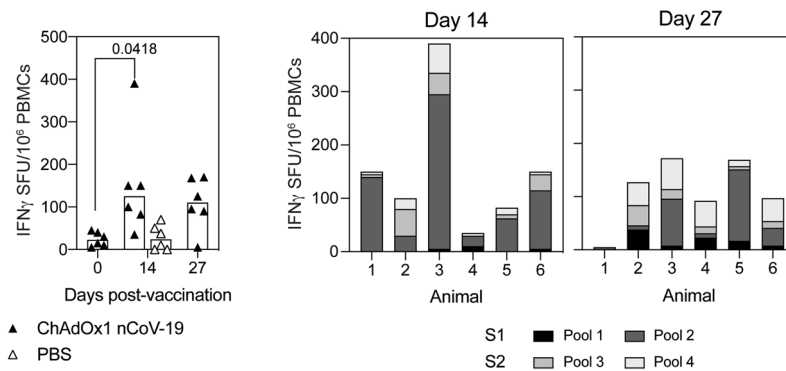 Day 14
Day 27
IFNγ SFU/10⁶ PBMCs
500
400
300
200
100
0
0.0418
0
14
27
Days post-vaccination
▲ ChAdOx1 nCoV-19
△ PBS
IFNγ SFU/10⁶ PBMCs
400
300
200
100
0
1 2 3 4 5 6
Animal
1 2 3 4 5 6
Animal
S1 Pool 1 Pool 2
S2 Pool 3 Pool 4